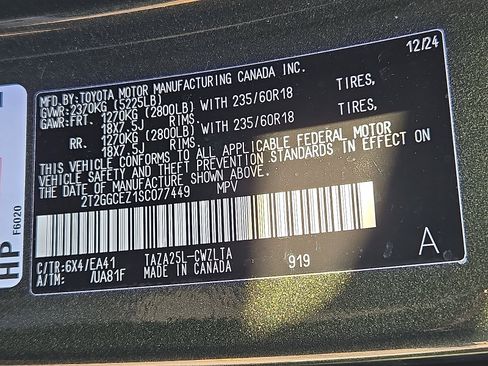 MFD.BY: TOYOTA MOTOR MANUFACTURING CANADA INC. 12/24
GVWR: 2370KG (5225LB)
GAWR:FRT. 1270KG (2800LB) WITH 235/60R18 TIRES,
18X7.5J RIMS.
RR. 1270KG (2800LB) WITH 235/60R18 TIRES,
18X7.5J RIMS.
THIS VEHICLE CONFORMS TO ALL APPLICABLE FEDERAL MOTOR
VEHICLE SAFETY AND THEFT PREVENTION STANDARDS IN EFFECT ON
THE DATE OF MANUFACTURE SHOWN ABOVE.
2T2GGCEZ1SC077449 MPV
C/TR:6X4/EA41 TAZA25L-CWZLTA A
A/TM: /UA81F MADE IN CANADA 919
HP
F6020